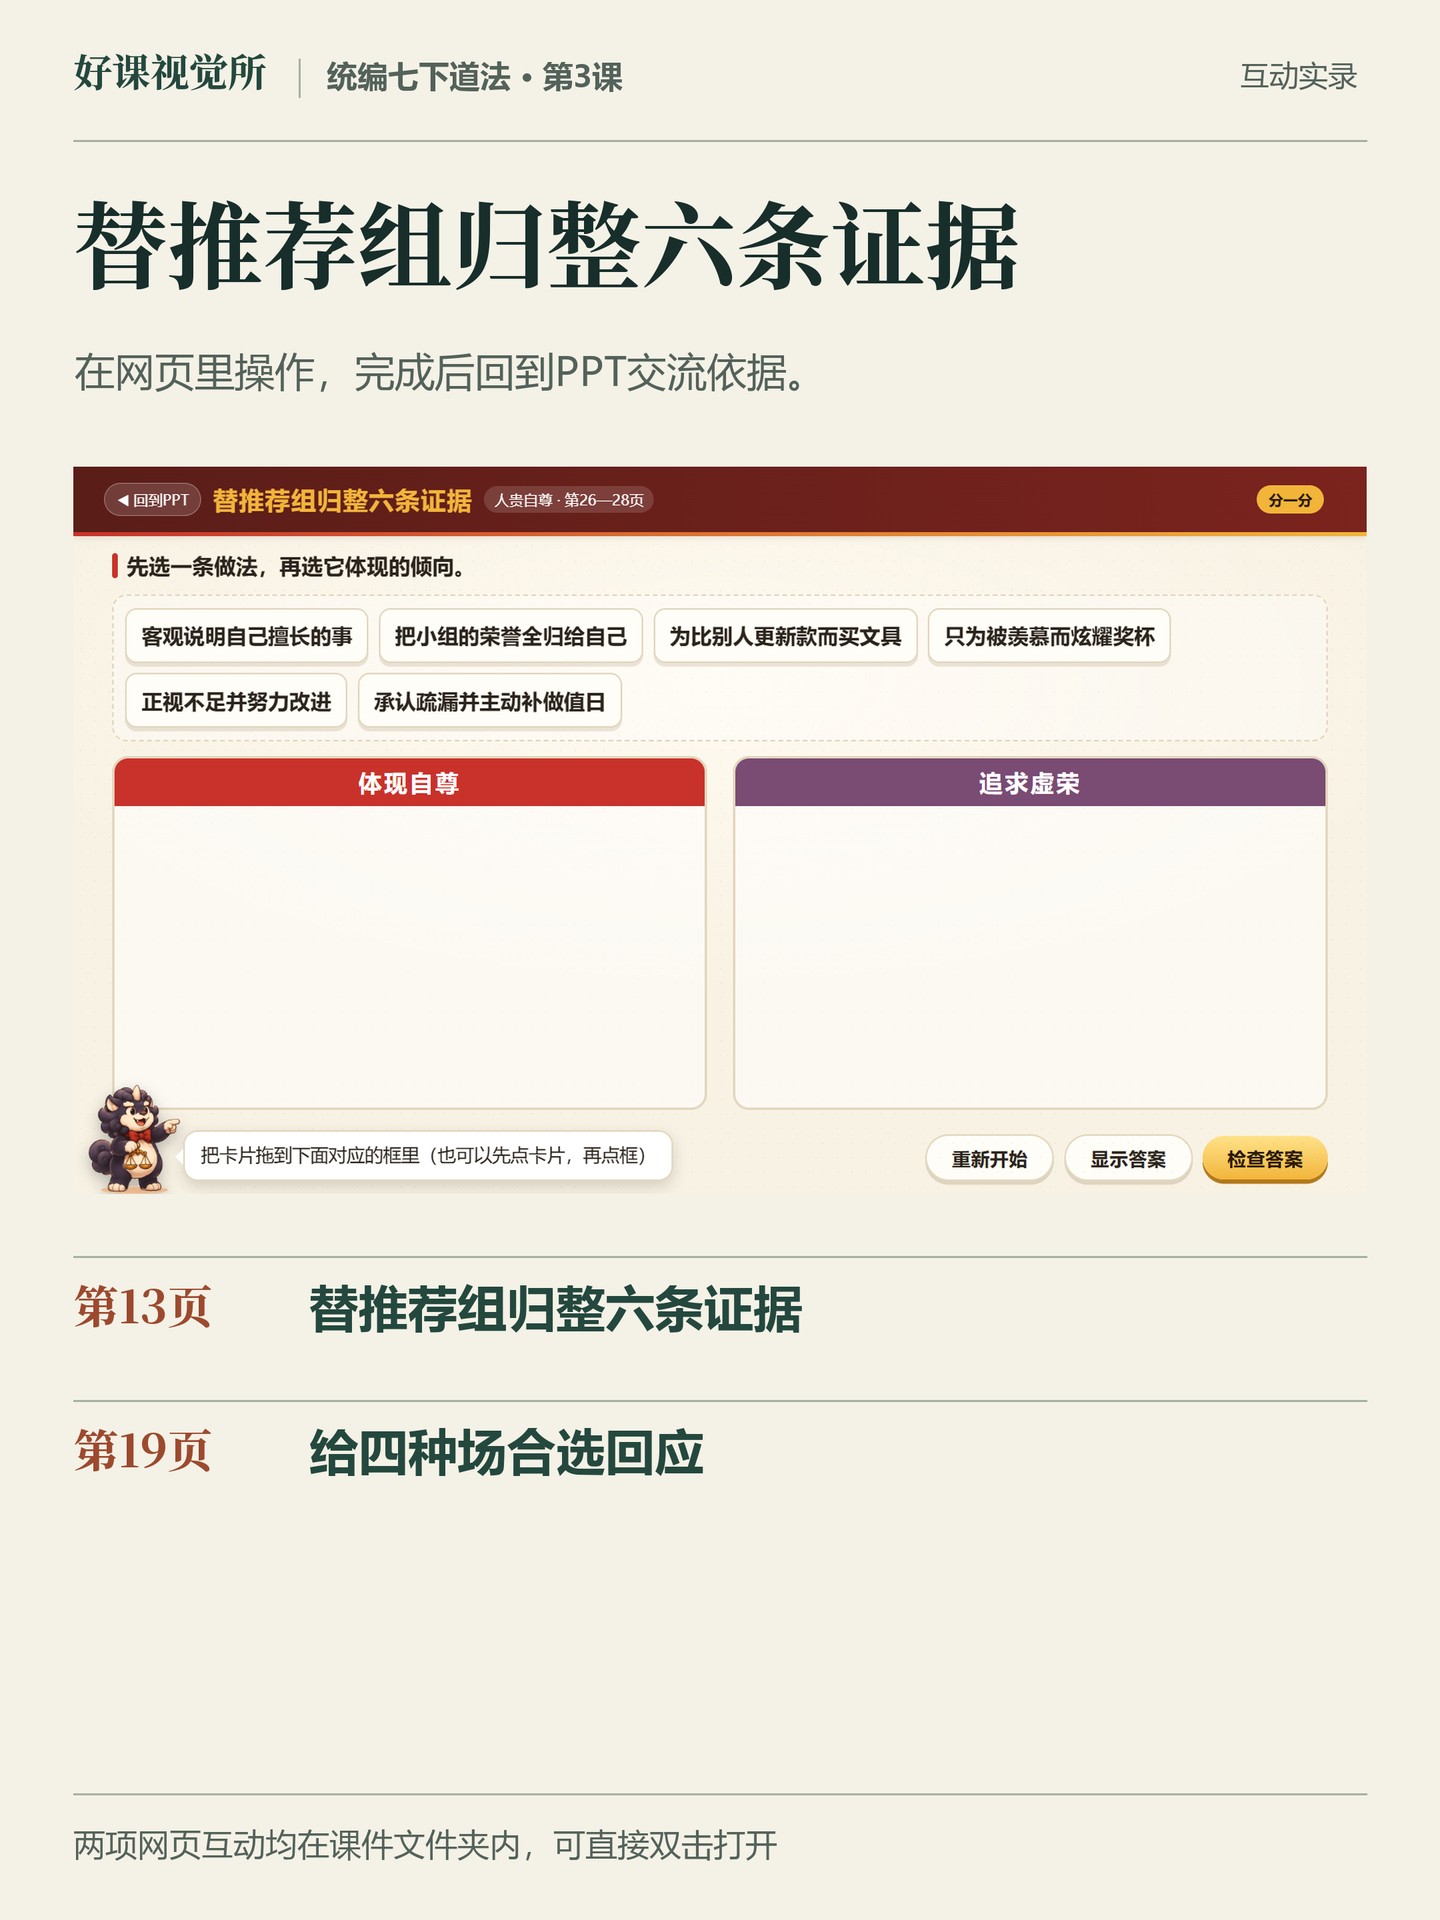 好课视觉所
统编七下道法·第3课
互动实录
替推荐组归整六条证据
在网页里操作，完成后回到PPT交流依据。
◀ 回到PPT
替推荐组归整六条证据
人贵自尊·第26—28页
分一分
先选一条做法，再选它体现的倾向。
客观说明自己擅长的事
把小组的荣誉全归给自己
为比别人更新款而买文具
只为被羡慕而炫耀奖杯
正视不足并努力改进
承认疏漏并主动补做值日
体现自尊
追求虚荣
把卡片拖到下面对应的框里（也可以先点卡片，再点框）
重新开始
显示答案
检查答案
第13页
替推荐组归整六条证据
第19页
给四种场合选回应
两项网页互动均在课件文件夹内，可直接双击打开